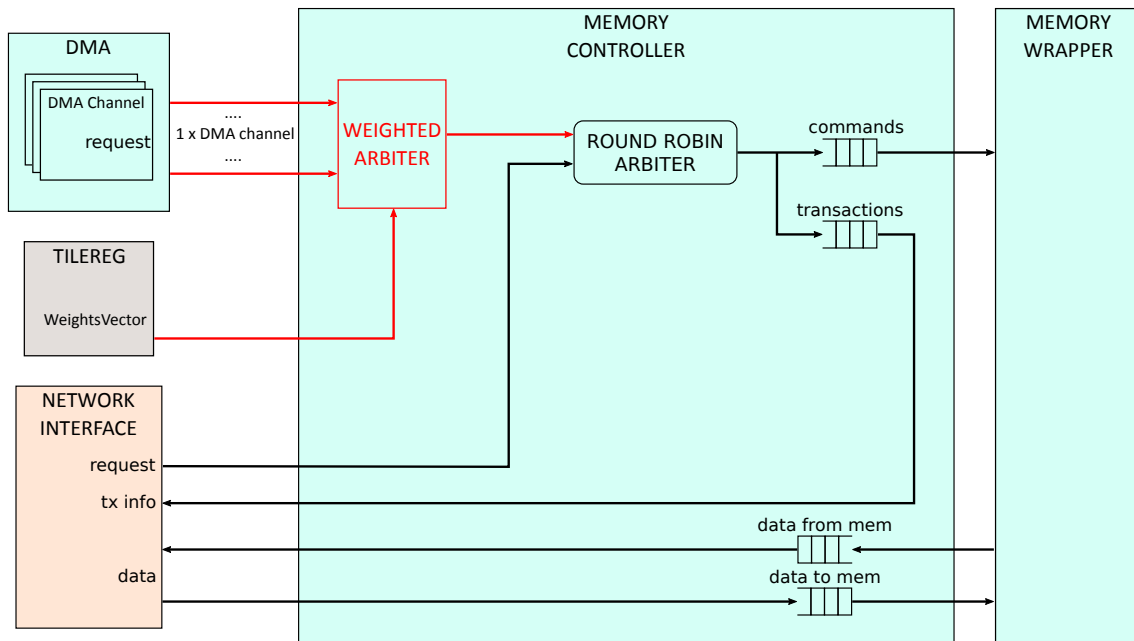 DMA
DMA Channel
request
....
1 x DMA channel
....
TILEREG
WeightsVector
NETWORK
INTERFACE
request
tx info
data
MEMORY
CONTROLLER
WEIGHTED
ARBITER
ROUND ROBIN
ARBITER
commands
transactions
data from mem
data to mem
MEMORY
WRAPPER